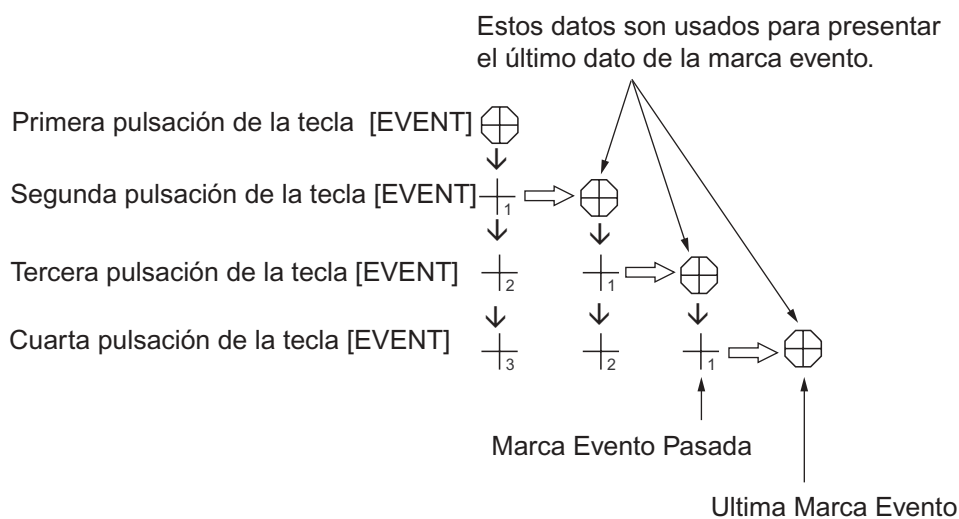 Estos datos son usados para presentar
el último dato de la marca evento.
Primera pulsación de la tecla [EVENT]
Segunda pulsación de la tecla [EVENT]
1
Tercera pulsación de la tecla [EVENT]
2 1
Cuarta pulsación de la tecla [EVENT]
3 2 1
Marca Evento Pasada
Ultima Marca Evento